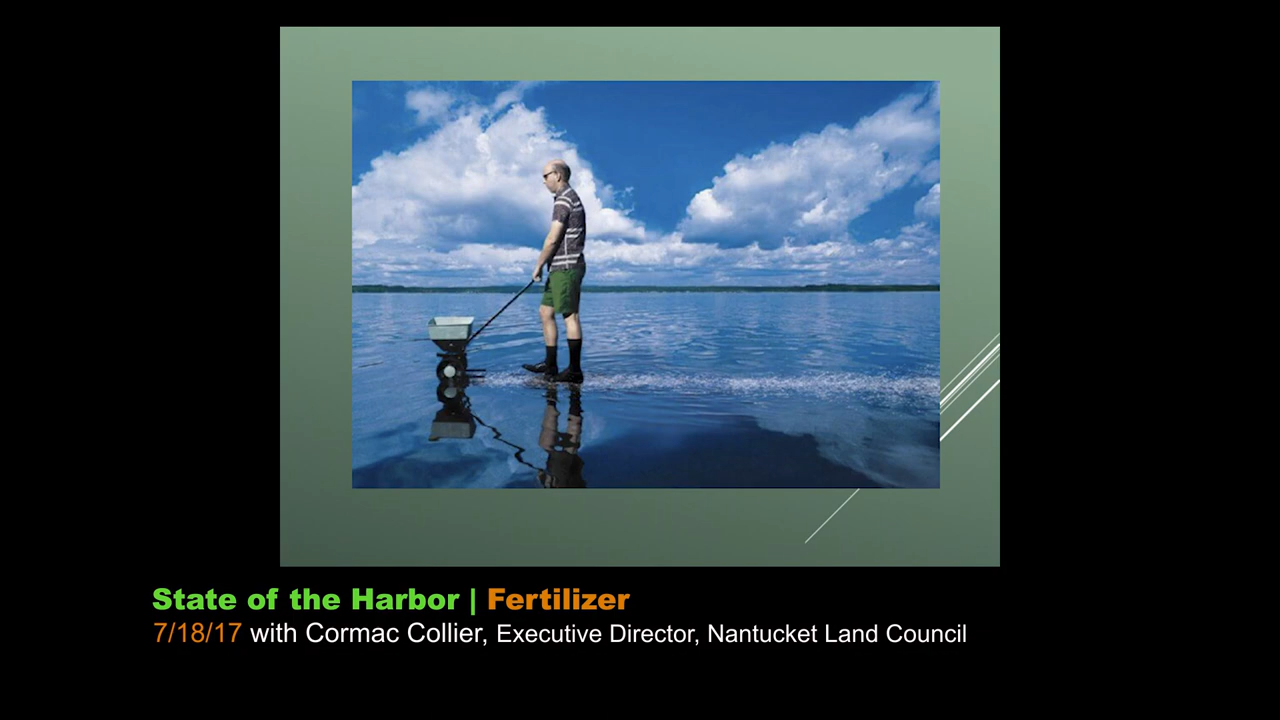 State of the Harbor | Fertilizer
7/18/17 with Cormac Collier, Executive Director, Nantucket Land Council